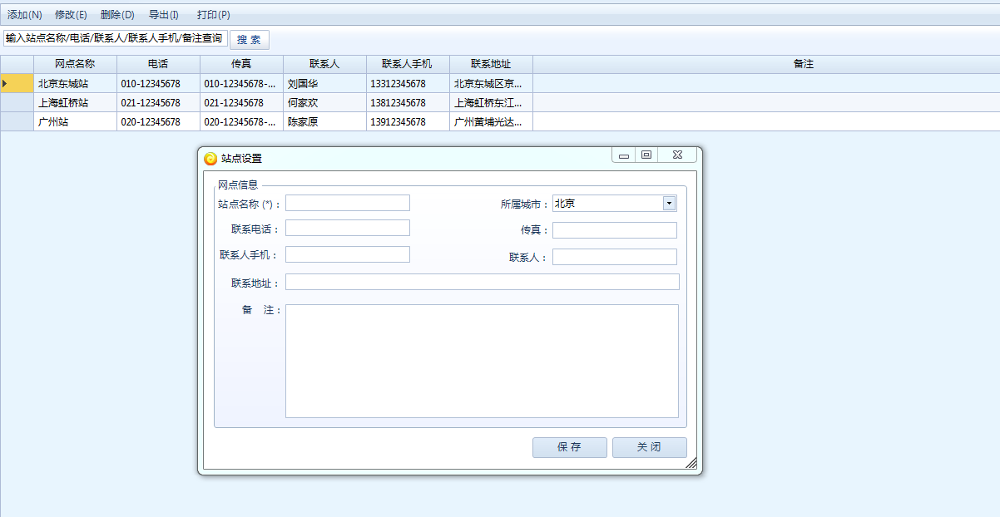 添加(N) 修改(E) 删除(D) 导出(I) 打印(P)
输入站点名称/电话/联系人/联系人手机/备注查询 搜 索
网点名称 电话 传真 联系人 联系人手机 联系地址 备注
北京东城站 010-12345678 010-12345678-... 刘国华 13312345678 北京东城区京...
上海虹桥站 021-12345678 021-12345678 何家欢 13812345678 上海虹桥东江...
广州站 020-12345678 020-12345678-... 陈家原 13912345678 广州黄埔光达...
站点设置
网点信息
站点名称 (*)： 所属城市： 北京
联系电话： 传真：
联系人手机： 联系人：
联系地址：
备 注：
保 存 关 闭